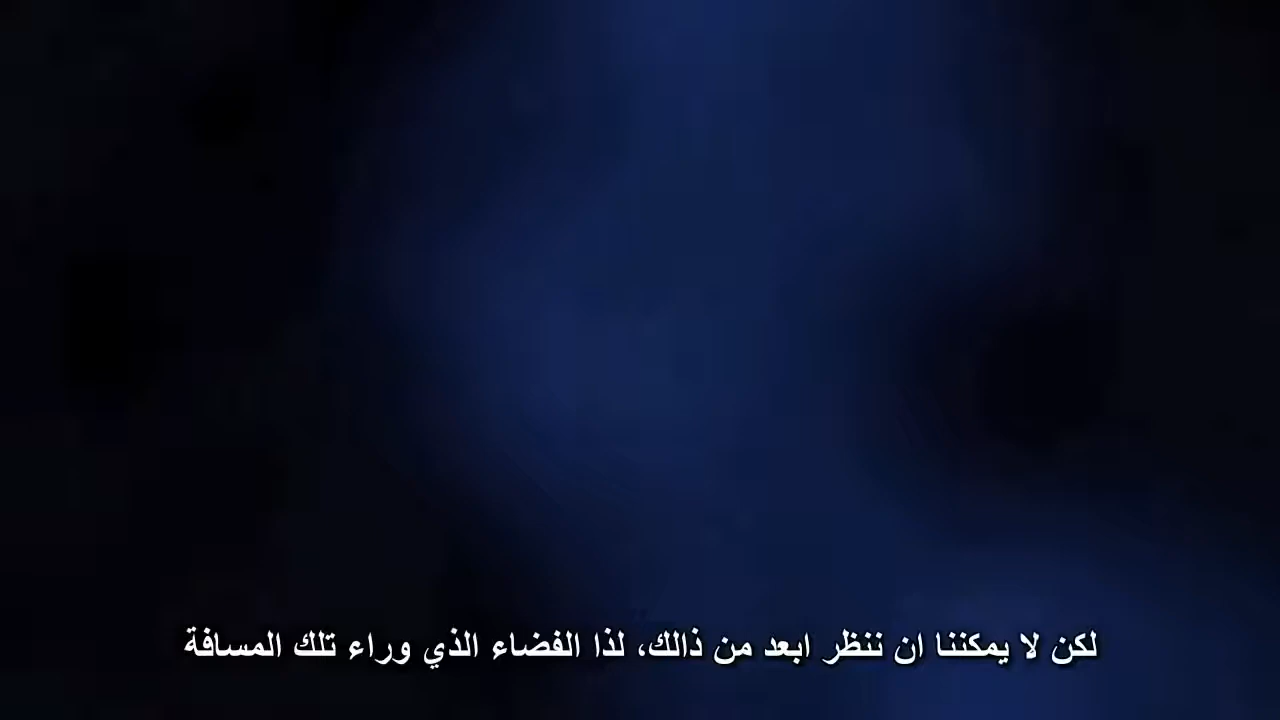 لكن لا يمكننا ان ننظر ابعد من ذالك، لذا الفضاء الذي وراء تلك المسافة